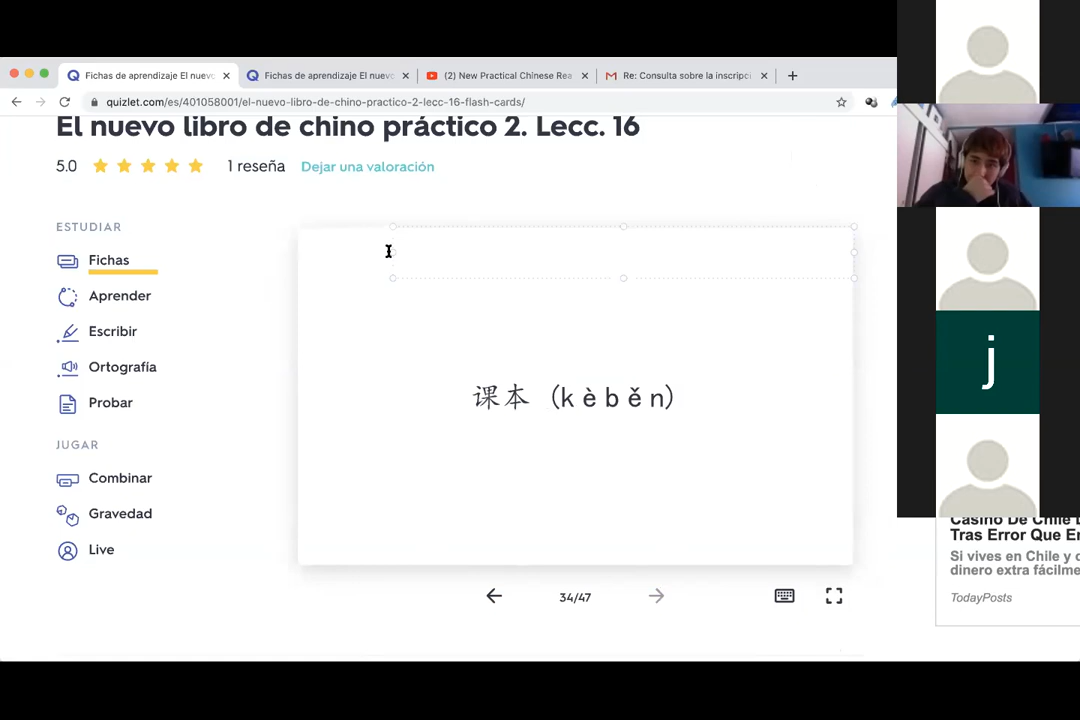 Fichas de aprendizaje El nuev
Fichas de aprendizaje El nuev
(2) New Practical Chinese Rea
Re: Consulta sobre la inscripc
quizlet.com/es/401058001/el-nuevo-libro-de-chino-practico-2-lecc-16-flash-cards/
El nuevo libro de chino práctico 2. Lecc. 16
5.0
1 reseña
Dejar una valoración
ESTUDIAR
Fichas
Aprender
Escribir
Ortografía
Probar
JUGAR
Combinar
Gravedad
Live
课本 (kèběn)
34/47
j
Casino De Chile
Tras Error Que
Si vives en Chile y
dinero extra fácilme
TodayPosts